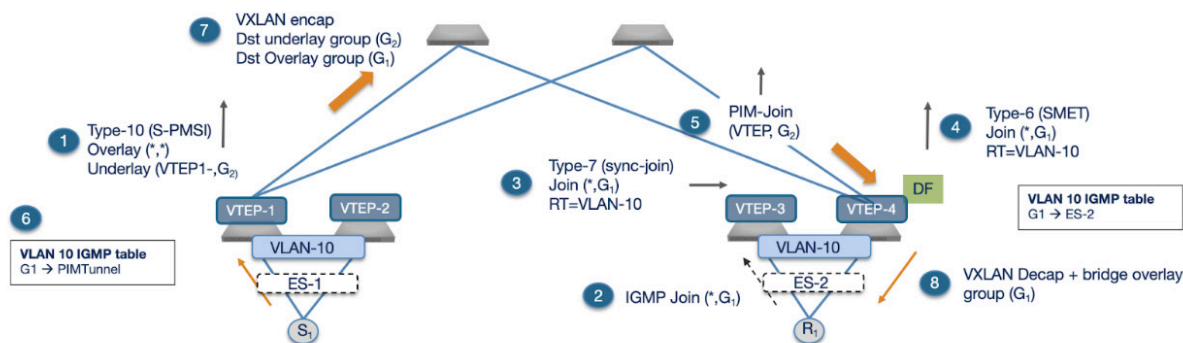 7
VXLAN encap
Dst underlay group (G₂)
Dst Overlay group (G₁)
1
Type-10 (S-PMSI)
Overlay (*,*)
Underlay (VTEP1-,G₂)
5
PIM-Join
(VTEP, G₂)
4
Type-6 (SMET)
Join (*,G₁)
RT=VLAN-10
3
Type-7 (sync-join)
Join (*,G₁)
RT=VLAN-10
DF
6
VTEP-1
VTEP-2
VTEP-3
VTEP-4
VLAN 10 IGMP table
G1 → PIMTunnel
VLAN 10 IGMP table
G1 → ES-2
VLAN-10
VLAN-10
ES-1
ES-2
2
IGMP Join (*,G₁)
8
VXLAN Decap + bridge overlay
group (G₁)
S₁
R₁